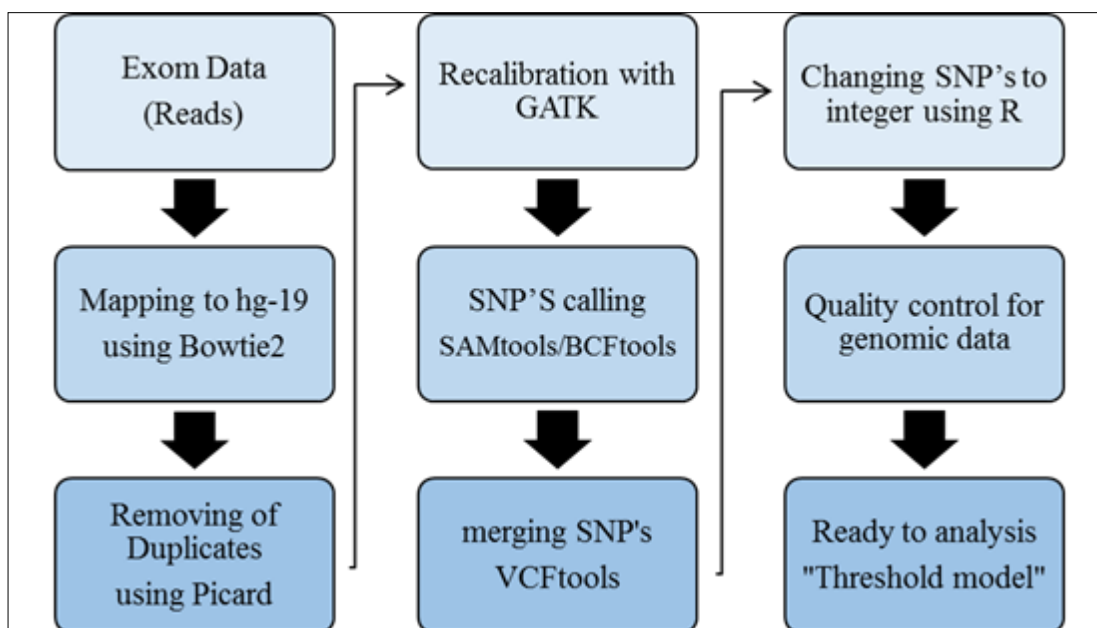 Exom Data
(Reads)
Mapping to hg-19
using Bowtie2
Removing of
Duplicates
using Picard
Recalibration with
GATK
SNP’S calling
SAMtools/BCFtools
merging SNP's
VCFtools
Changing SNP’s to
integer using R
Quality control for
genomic data
Ready to analysis
"Threshold model"